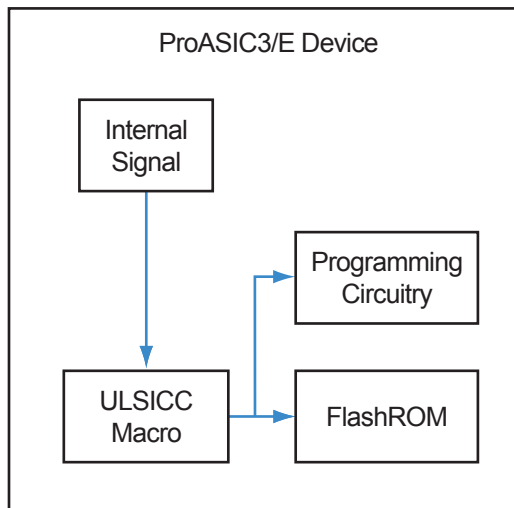 ProASIC3/E Device
Internal
Signal
Programming
Circuitry
ULSICC
Macro
FlashROM